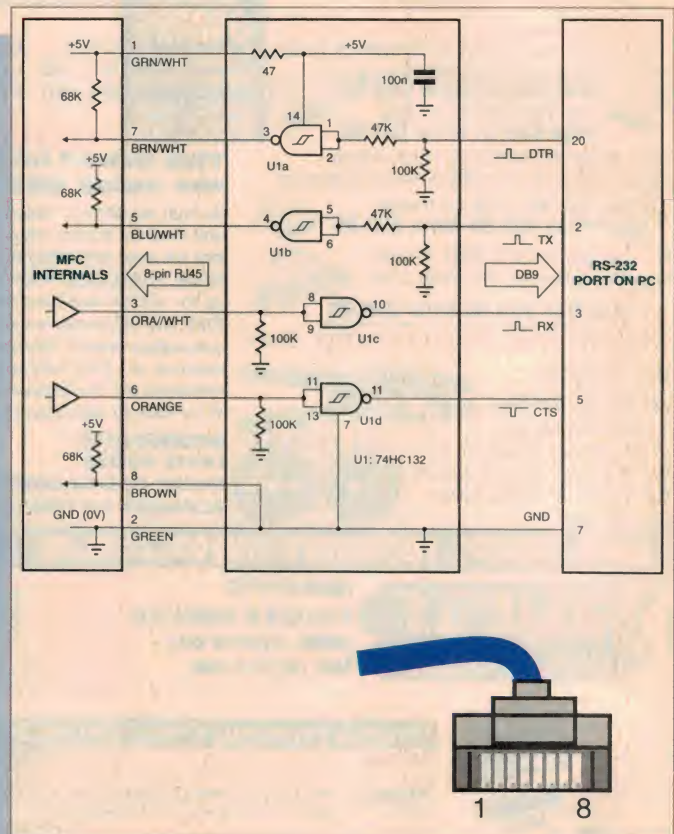 +5V
1
GRN/WHT
47
+5V
100n
68K
14
7
BRN/WHT
3
1
2
47K
20
U1a
100K
DTR
+5V
68K
5
BLU/WHT
4
5
6
47K
2
U1b
100K
TX
MFC
INTERNALS
8-pin RJ45
DB9
RS-232
PORT ON PC
3
ORA//WHT
8
9
10
3
100K
U1c
RX
6
ORANGE
11
13
11
5
100K
7
U1d
CTS
+5V
68K
U1: 74HC132
8
BROWN
GND (0V)
2
GREEN
GND
7
1
8